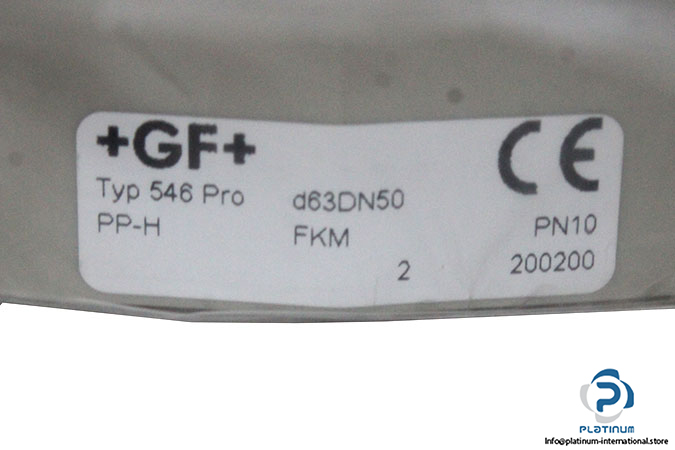 +GF+
CE
Typ 546 Pro d63DN50
PP-H FKM PN10
2 200200
PLATINUM
info@platinum-international.store